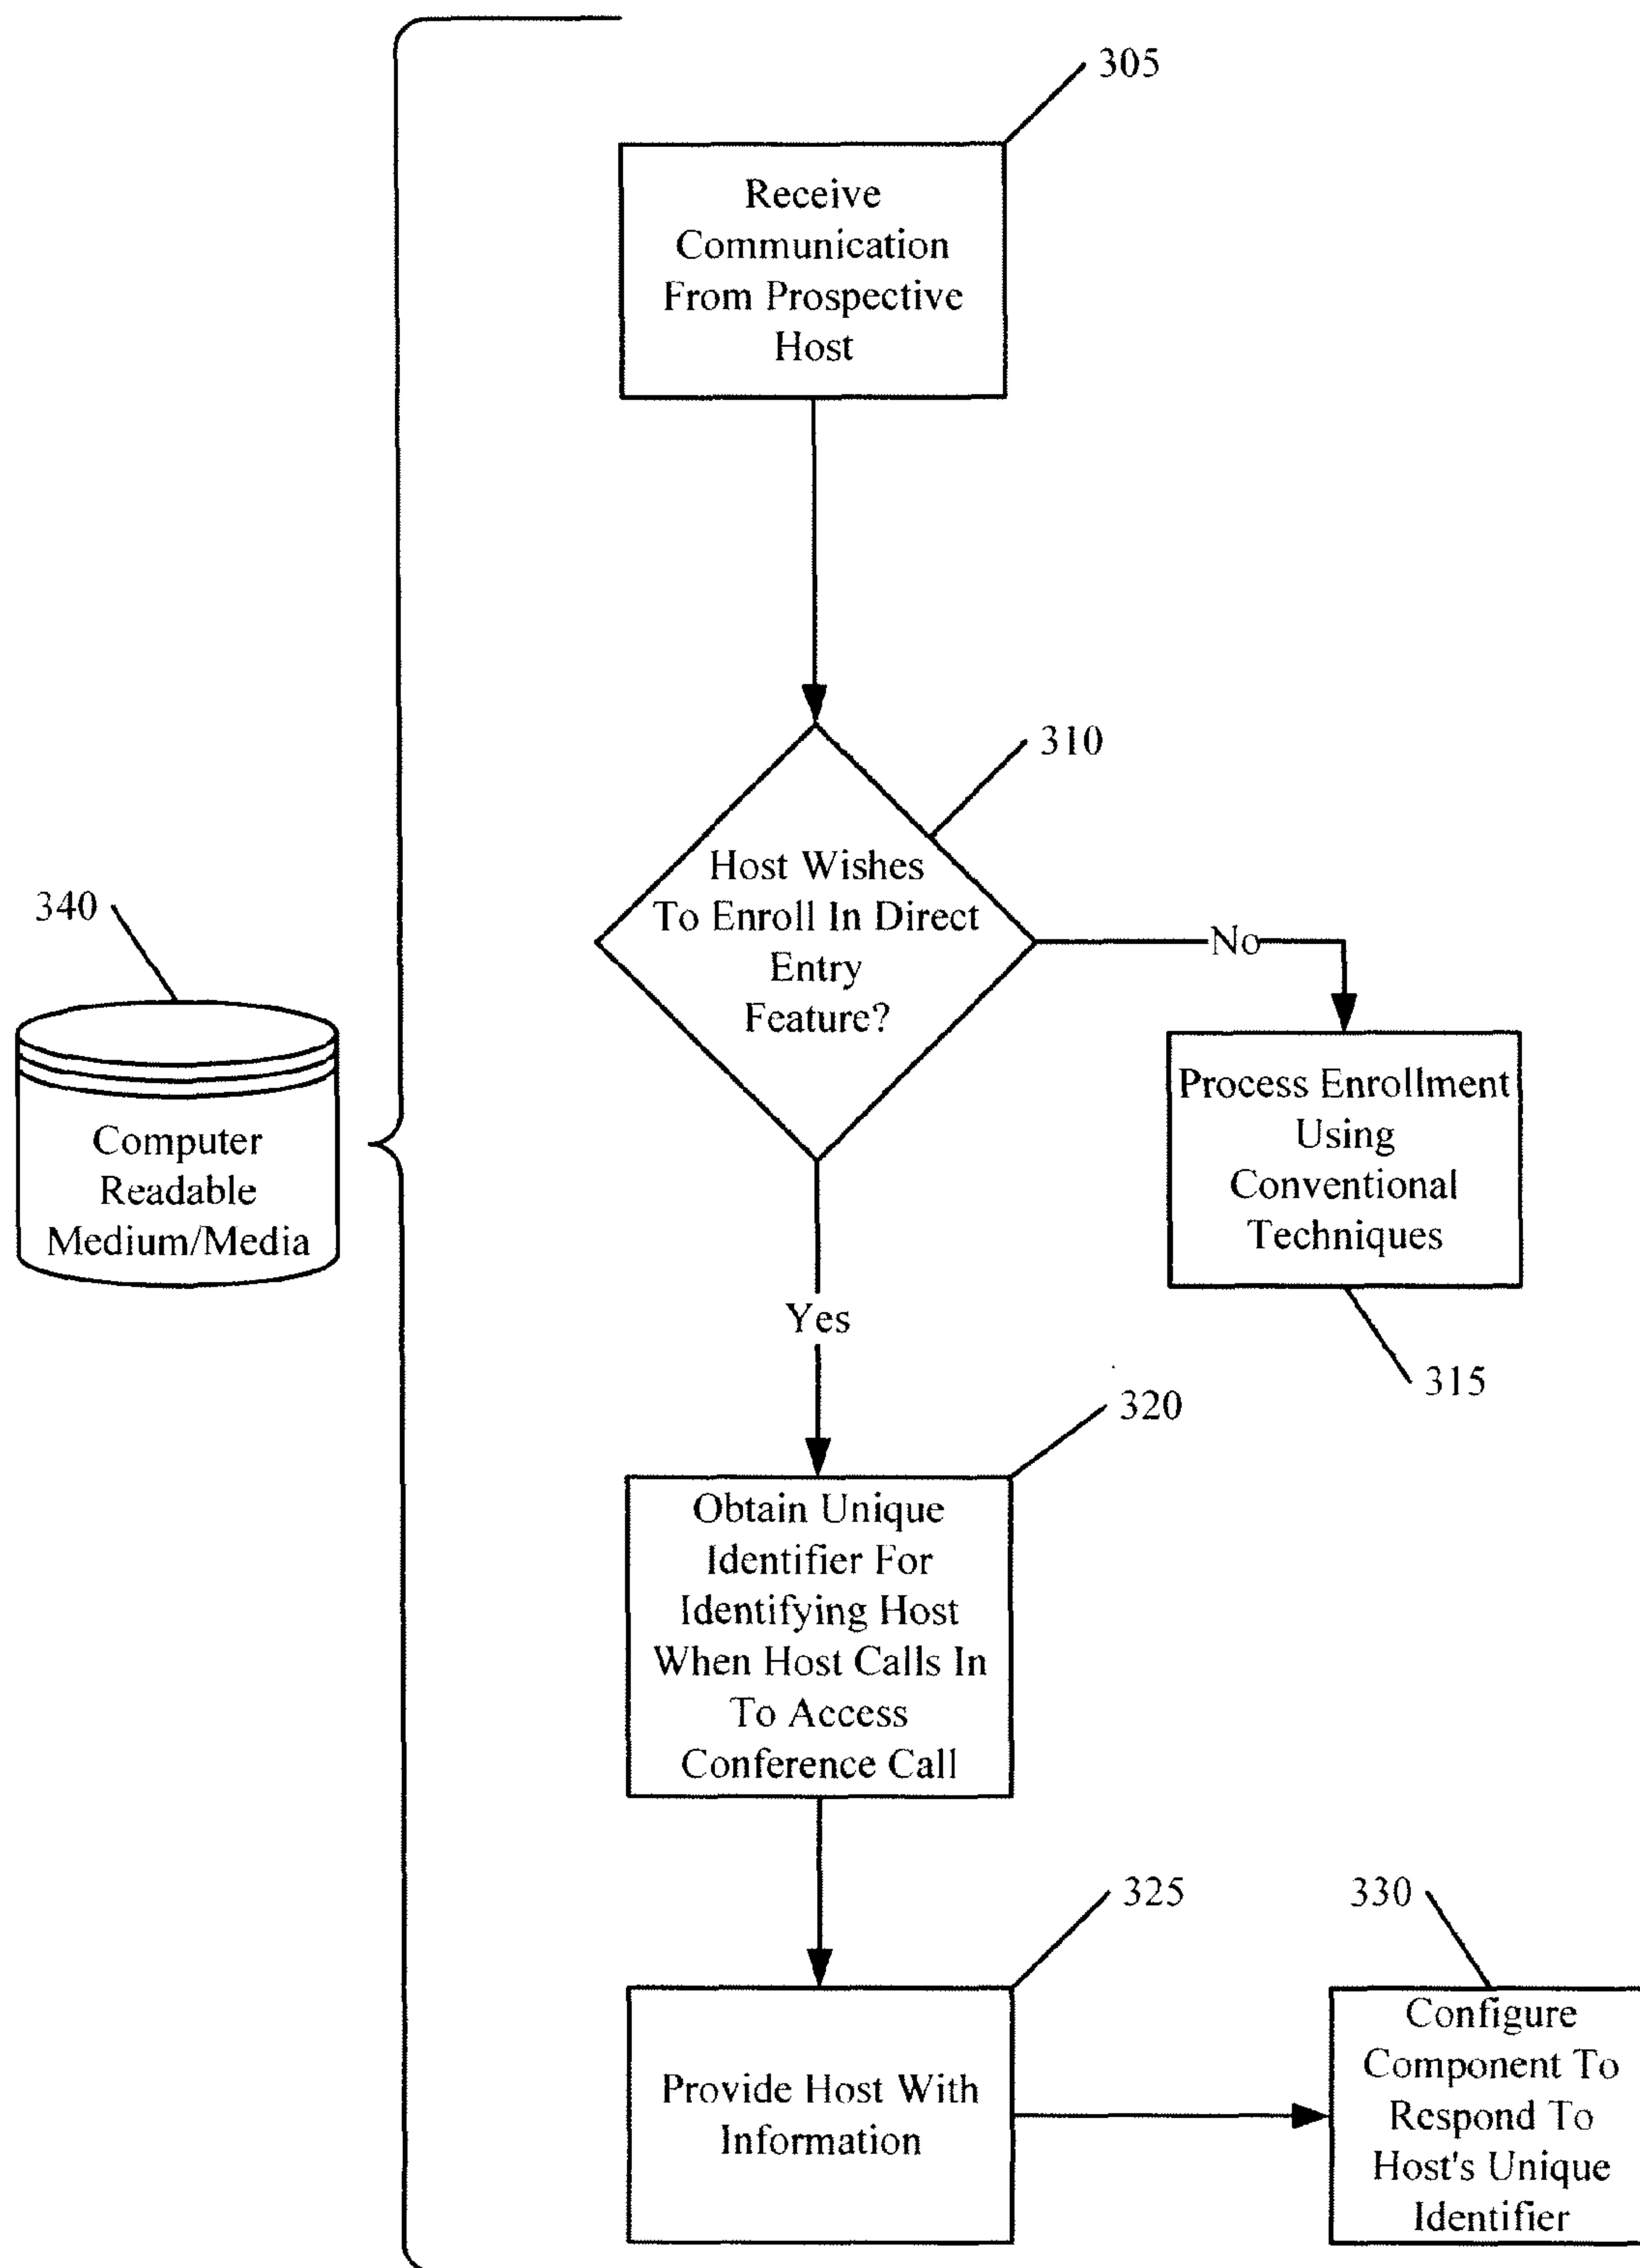 305
Receive
Communication
From Prospective
Host
310
Host Wishes
To Enroll In Direct
Entry
Feature?
No
340
Computer
Readable
Medium/Media
Process Enrollment
Using
Conventional
Techniques
315
Yes
320
Obtain Unique
Identifier For
Identifying Host
When Host Calls In
To Access
Conference Call
325
330
Provide Host With
Information
Configure
Component To
Respond To
Host's Unique
Identifier